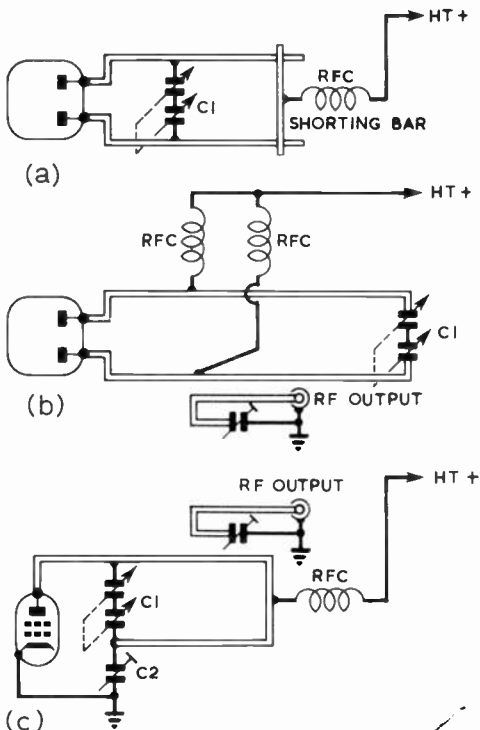 HT+
RFC
C1
SHORTING BAR
(a)
HT+
RFC RFC
C1
(b)
RF OUTPUT
RF OUTPUT
HT+
RFC
C1
C2
(c)